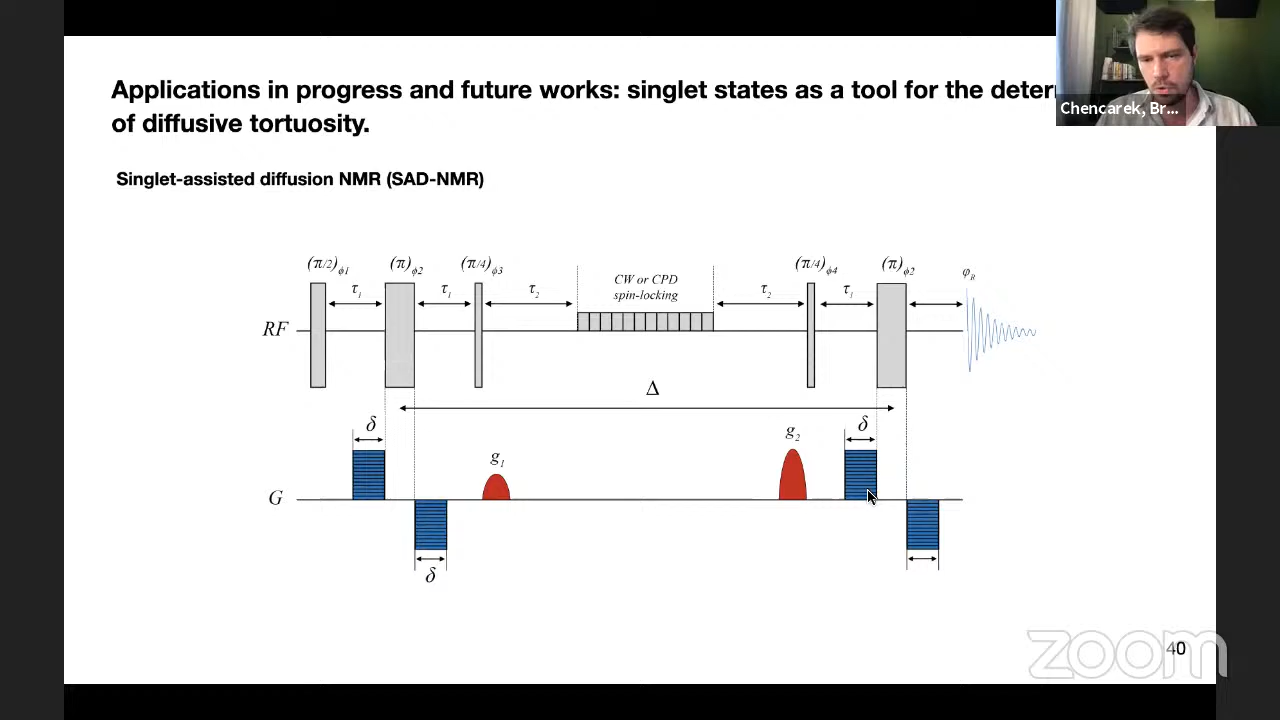 Applications in progress and future works: singlet states as a tool for the deter
of diffusive tortuosity.
Chencarek, Br...
Singlet-assisted diffusion NMR (SAD-NMR)
(π/2)ϕ1 (π)ϕ2 (π/4)ϕ3 CW or CPD spin-locking (π/4)ϕ4 (π)ϕ2 φR
τ1 τ1 τ2 τ2 τ1
RF
Δ
δ g1 g2 δ
G
δ
zoom
40